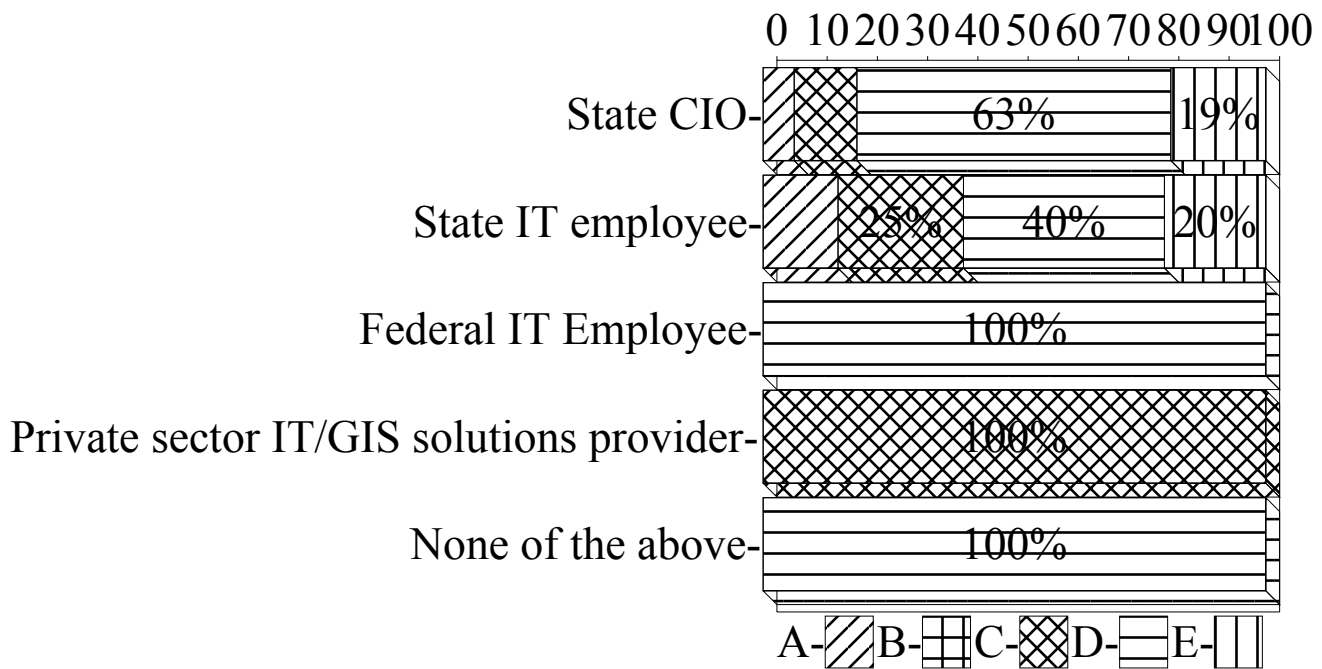 0 10 20 30 40 50 60 70 80 90 100
State CIO- 63% 19%
State IT employee- 25% 40% 20%
Federal IT Employee- 100%
Private sector IT/GIS solutions provider- 100%
None of the above- 100%
A- B- C- D- E-